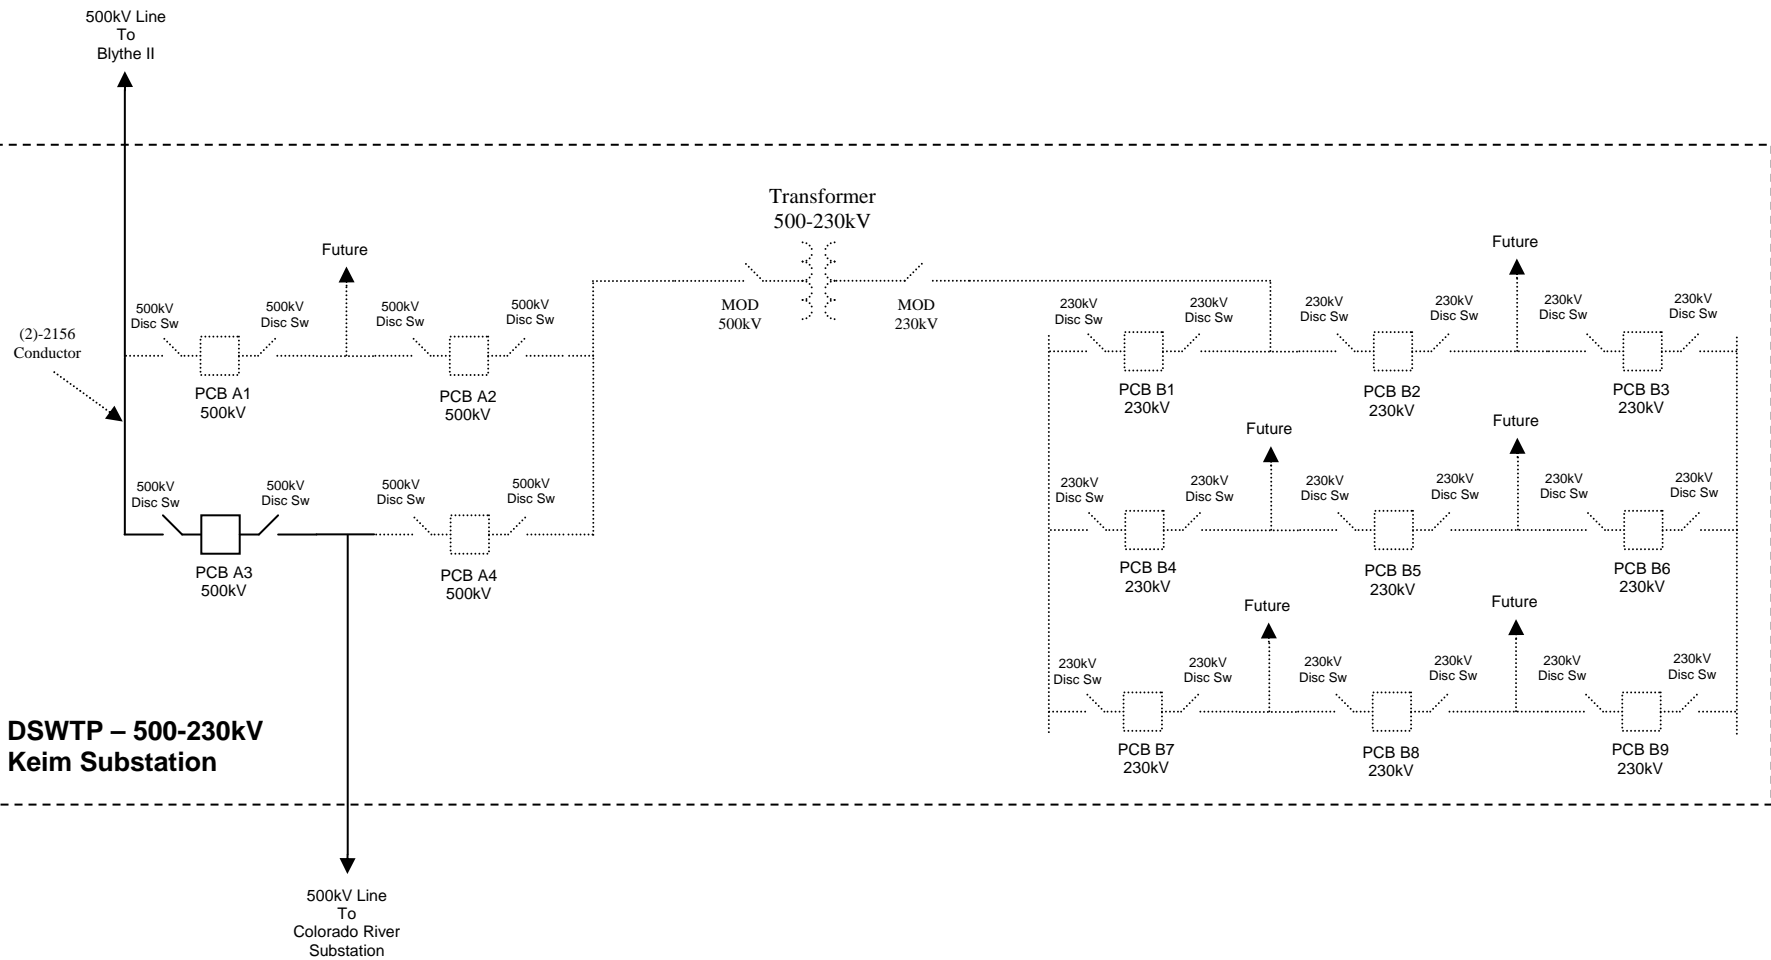 500kV Line
To
Blythe II
Transformer
500-230kV
Future
Future
500kV
Disc Sw
500kV
Disc Sw
500kV
Disc Sw
500kV
Disc Sw
MOD
500kV
MOD
230kV
230kV
Disc Sw
230kV
Disc Sw
230kV
Disc Sw
230kV
Disc Sw
230kV
Disc Sw
230kV
Disc Sw
(2)-2156
Conductor
PCB A1
500kV
PCB A2
500kV
PCB B1
230kV
PCB B2
230kV
PCB B3
230kV
Future
Future
500kV
Disc Sw
500kV
Disc Sw
500kV
Disc Sw
500kV
Disc Sw
230kV
Disc Sw
230kV
Disc Sw
230kV
Disc Sw
230kV
Disc Sw
230kV
Disc Sw
230kV
Disc Sw
PCB A3
500kV
PCB A4
500kV
PCB B4
230kV
PCB B5
230kV
PCB B6
230kV
Future
Future
230kV
Disc Sw
230kV
Disc Sw
230kV
Disc Sw
230kV
Disc Sw
230kV
Disc Sw
230kV
Disc Sw
PCB B7
230kV
PCB B8
230kV
PCB B9
230kV
DSWTP – 500-230kV
Keim Substation
500kV Line
To
Colorado River
Substation